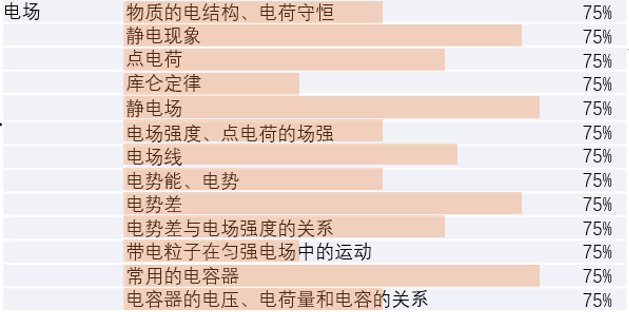 电场 物质的电结构、电荷守恒 75%
静电现象 75%
点电荷 75%
库仑定律 75%
静电场 75%
电场强度、点电荷的场强 75%
电场线 75%
电势能、电势 75%
电势差 75%
电势差与电场强度的关系 75%
带电粒子在匀强电场中的运动 75%
常用的电容器 75%
电容器的电压、电荷量和电容的关系 75%